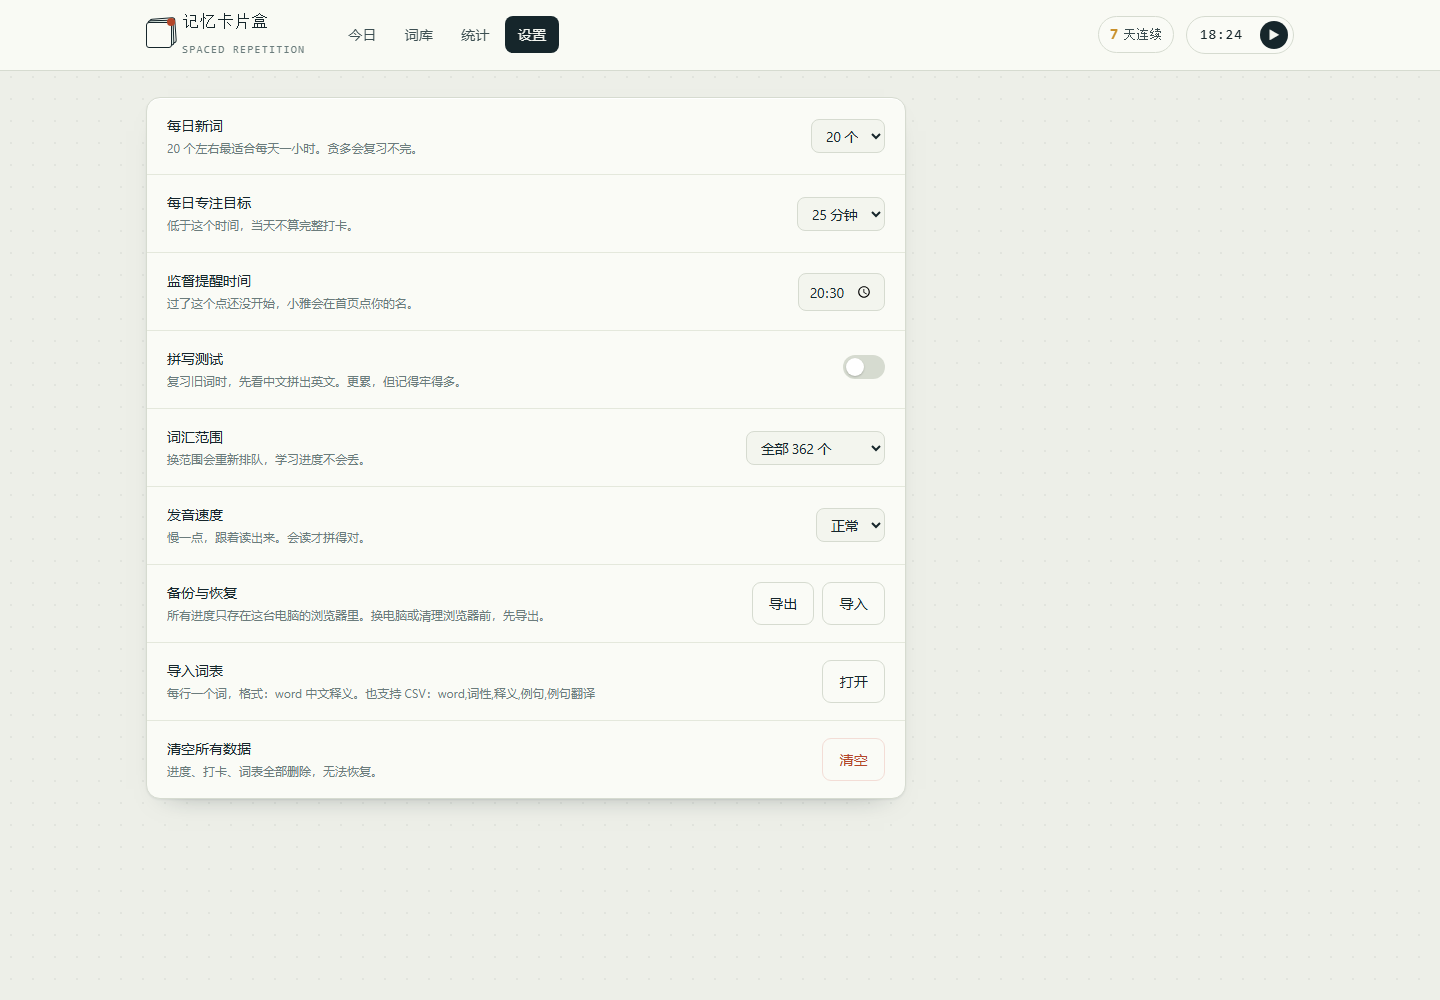 记忆卡片盒
SPACED REPETITION
今日
词库
统计
设置
7 天连续
18:24
每日新词
20 个左右最适合每天一小时。贪多会复习不完。
20 个
每日专注目标
低于这个时间，当天不算完整打卡。
25 分钟
监督提醒时间
过了这个点还没开始，小雅会在首页点你的名。
20:30
拼写测试
复习旧词时，先看中文拼出英文。更累，但记得牢得多。
词汇范围
换范围会重新排队，学习进度不会丢。
全部 362 个
发音速度
慢一点，跟着读出来。会读才拼得对。
正常
备份与恢复
所有进度只存在这台电脑的浏览器里。换电脑或清理浏览器前，先导出。
导出
导入
导入词表
每行一个词，格式：word 中文释义。也支持 CSV：word,词性,释义,例句,例句翻译
打开
清空所有数据
进度、打卡、词表全部删除，无法恢复。
清空